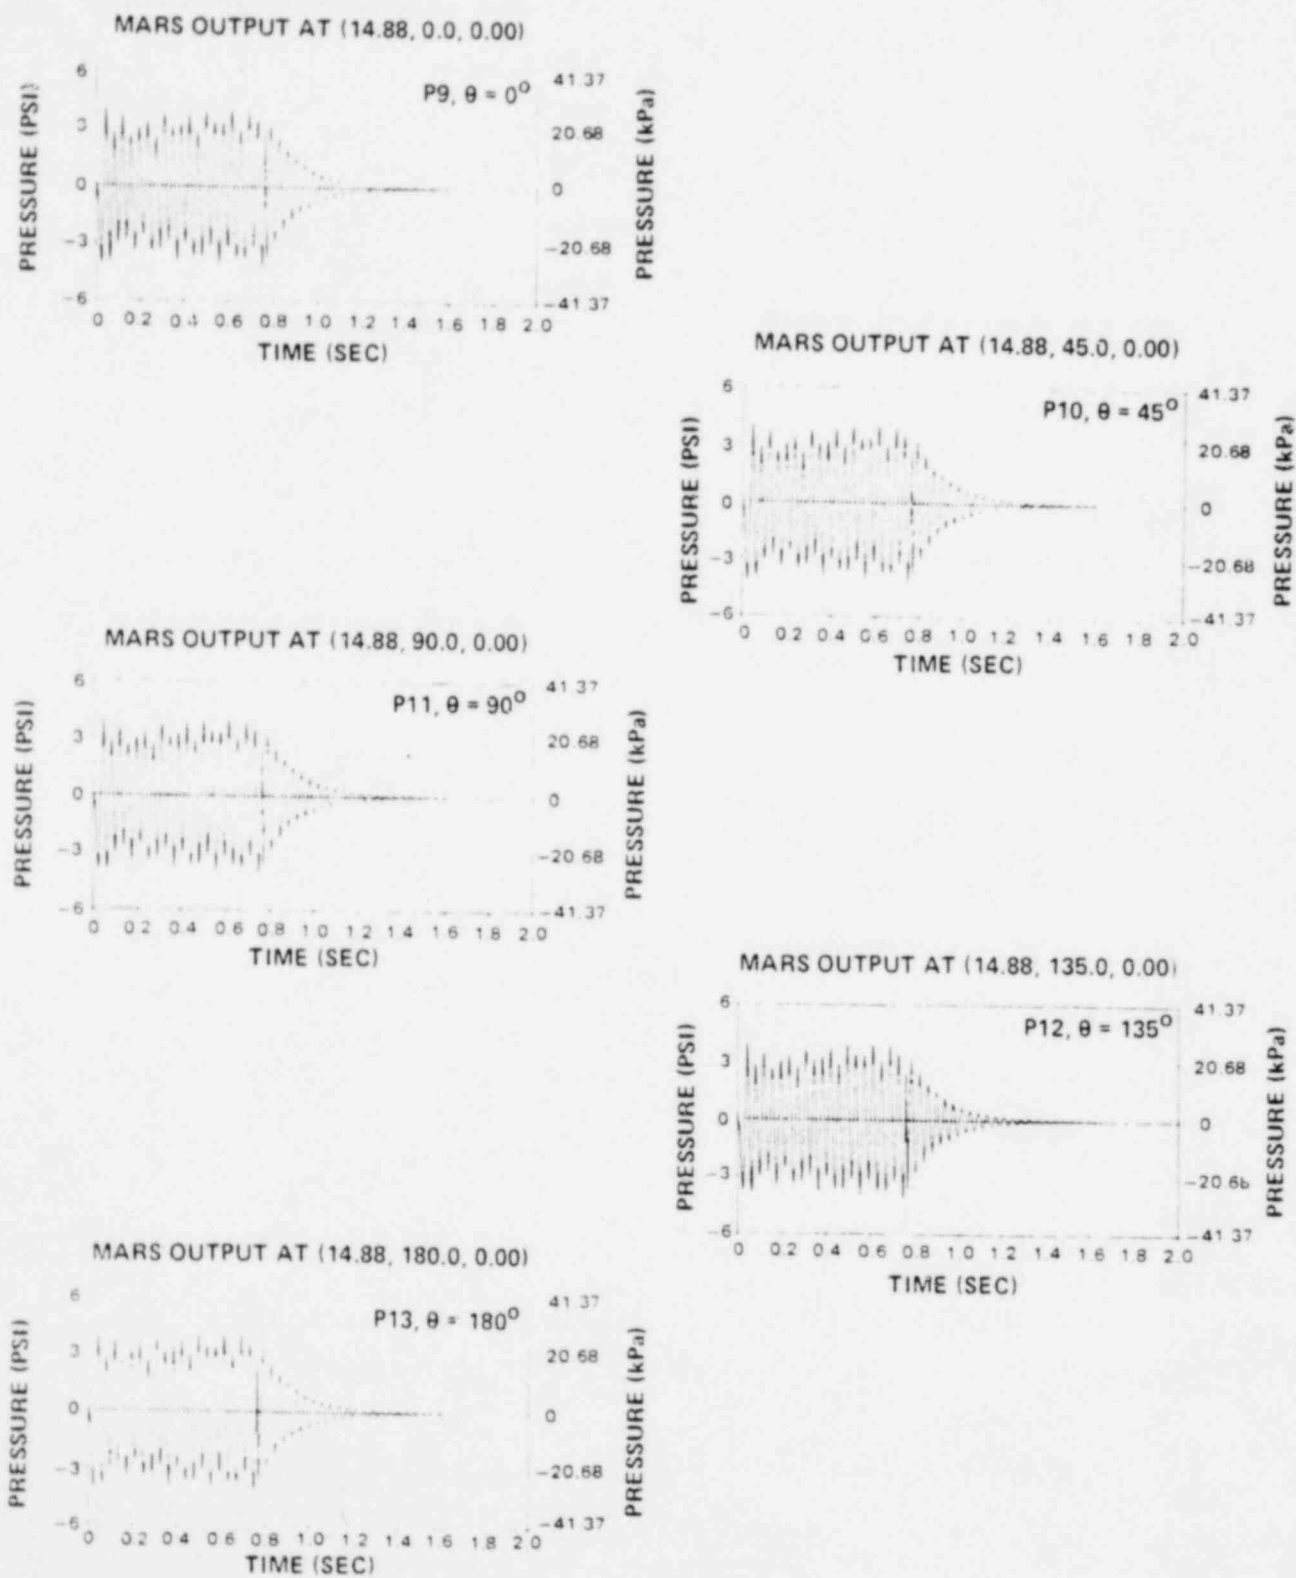 MARS OUTPUT AT (14.88, 0.0, 0.00)
P9, θ = 0°
PRESSURE (PSI)
6
3
0
−3
−6
41.37
20.68
0
−20.68
−41.37
PRESSURE (kPa)
0 0.2 0.4 0.6 0.8 1.0 1.2 1.4 1.6 1.8 2.0
TIME (SEC)
MARS OUTPUT AT (14.88, 45.0, 0.00)
P10, θ = 45°
PRESSURE (PSI)
6
3
0
−3
−6
41.37
20.68
0
−20.68
−41.37
PRESSURE (kPa)
0 0.2 0.4 0.6 0.8 1.0 1.2 1.4 1.6 1.8 2.0
TIME (SEC)
MARS OUTPUT AT (14.88, 90.0, 0.00)
P11, θ = 90°
PRESSURE (PSI)
6
3
0
−3
−6
41.37
20.68
0
−20.68
−41.37
PRESSURE (kPa)
0 0.2 0.4 0.6 0.8 1.0 1.2 1.4 1.6 1.8 2.0
TIME (SEC)
MARS OUTPUT AT (14.88, 135.0, 0.00)
P12, θ = 135°
PRESSURE (PSI)
6
3
0
−3
−6
41.37
20.68
0
−20.6b
−41.37
PRESSURE (kPa)
0 0.2 0.4 0.6 0.8 1.0 1.2 1.4 1.6 1.8 2.0
TIME (SEC)
MARS OUTPUT AT (14.88, 180.0, 0.00)
P13, θ = 180°
PRESSURE (PSI)
6
3
0
−3
−6
41.37
20.68
0
−20.68
−41.37
PRESSURE (kPa)
0 0.2 0.4 0.6 0.8 1.0 1.2 1.4 1.6 1.8 2.0
TIME (SEC)